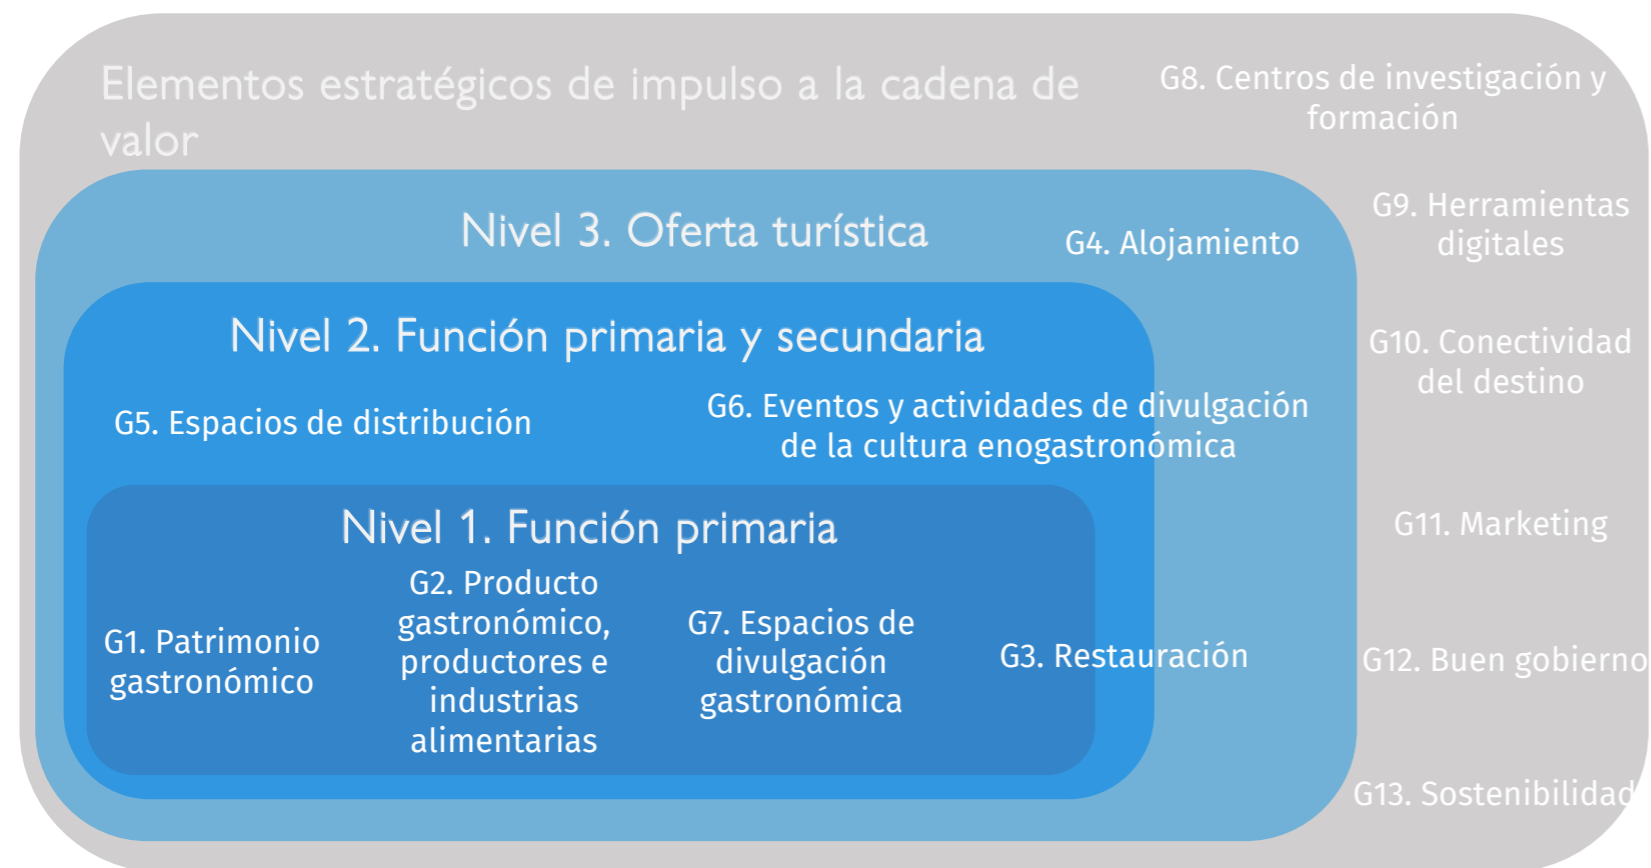 Elementos estratégicos de impulso a la cadena de
valor
G8. Centros de investigación y
formación
Nivel 3. Oferta turística
G4. Alojamiento
G9. Herramientas
digitales
Nivel 2. Función primaria y secundaria
G10. Conectividad
del destino
G5. Espacios de distribución
G6. Eventos y actividades de divulgación
de la cultura enogastronómica
Nivel 1. Función primaria
G11. Marketing
G1. Patrimonio
gastronómico
G2. Producto
gastronómico,
productores e
industrias
alimentarias
G7. Espacios de
divulgación
gastronómica
G3. Restauración
G12. Buen gobierno
G13. Sostenibilidad